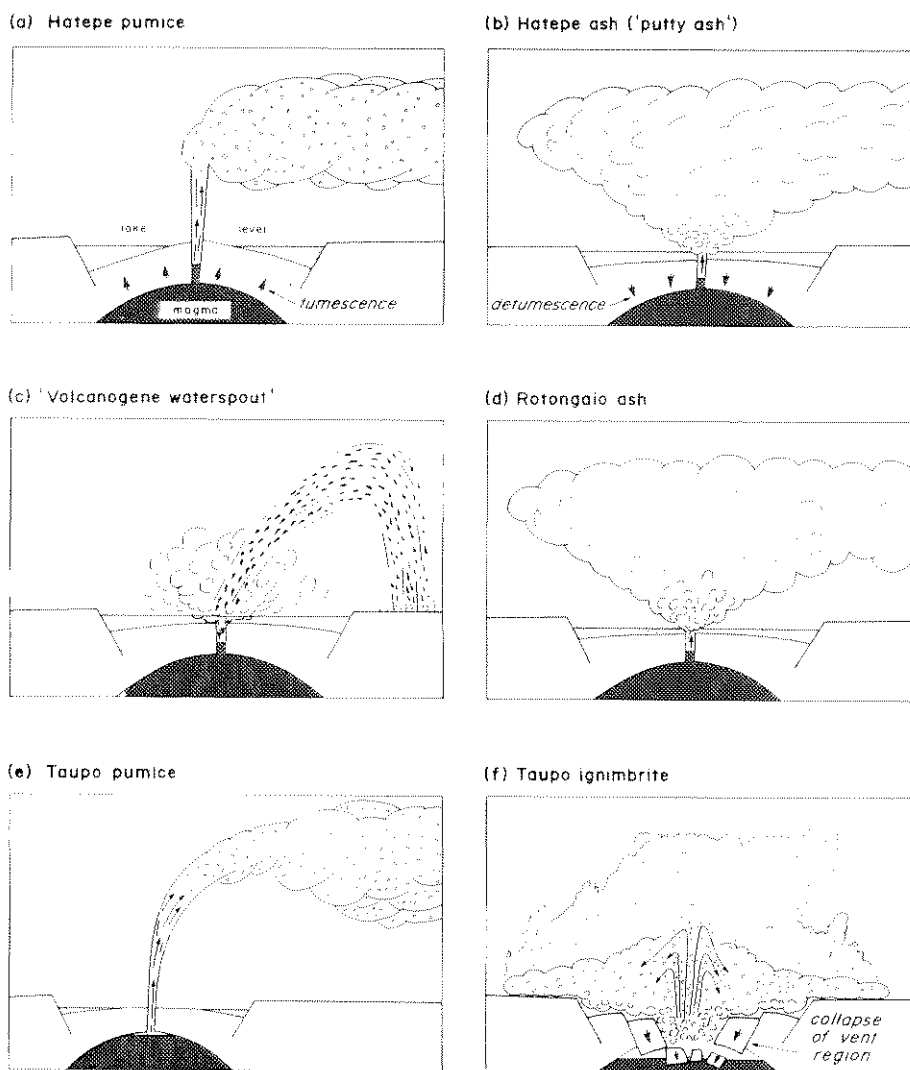 (a) Hatepe pumice
(b) Hatepe ash ('putty ash')
lake level
tumescence
magma
detumescence
(c) 'Volcanogene waterspout'
(d) Rotongaio ash
(e) Taupo pumice
(f) Taupo ignimbrite
collapse
of vent
region